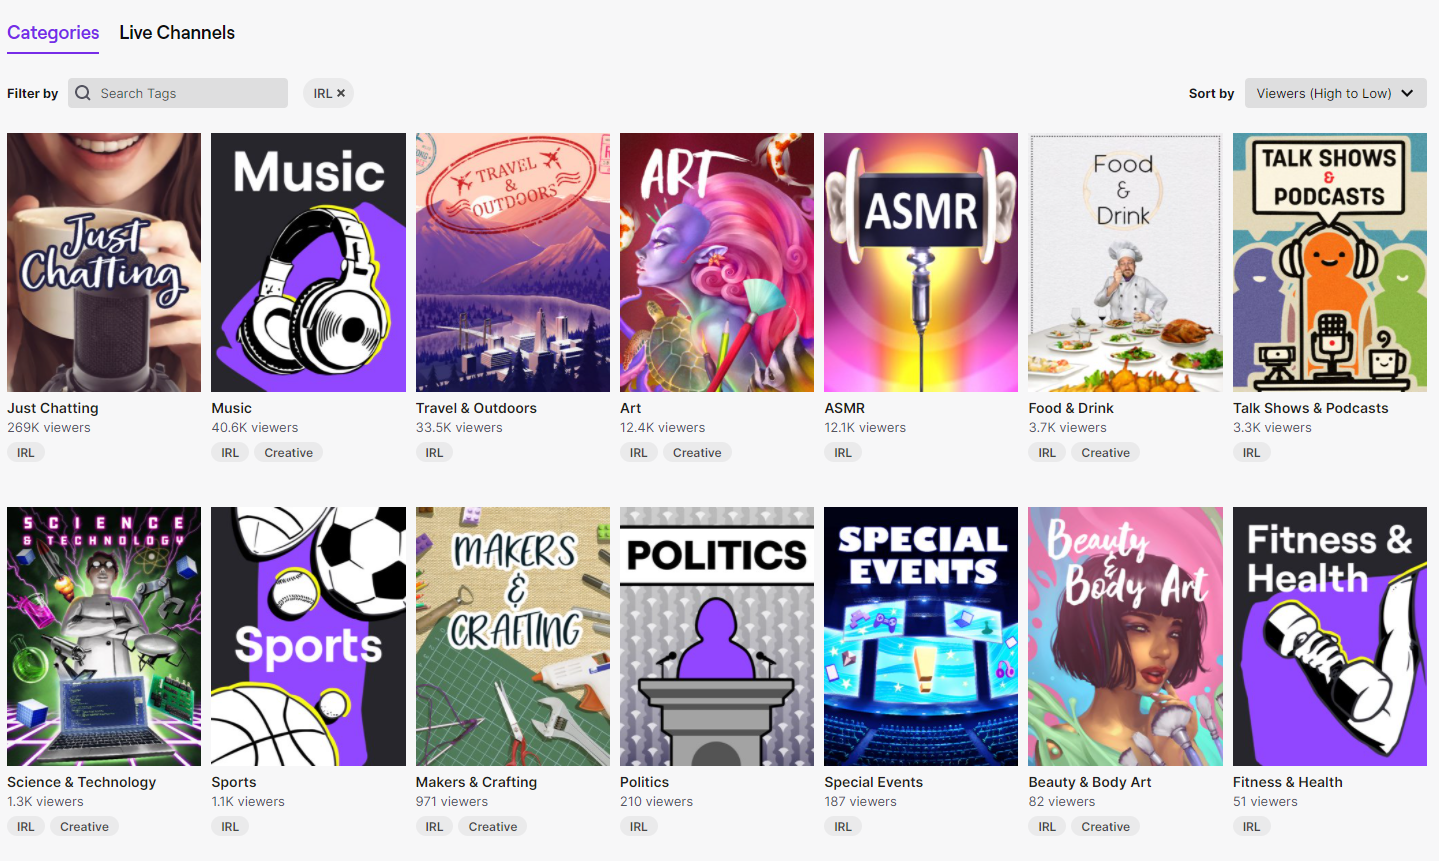 Categories
Live Channels
Filter by
Search Tags
IRL ×
Sort by
Viewers (High to Low)
Just
Chatting
Music
TRAVEL
&
OUTDOORS
ART
ASMR
Food
&
Drink
TALK SHOWS
&
PODCASTS
Just Chatting
269K viewers
IRL
Music
40.6K viewers
IRL
Creative
Travel & Outdoors
33.5K viewers
IRL
Art
12.4K viewers
IRL
Creative
ASMR
12.1K viewers
IRL
Food & Drink
3.7K viewers
IRL
Creative
Talk Shows & Podcasts
3.3K viewers
IRL
SCIENCE
& TECHNOLOGY
Sports
MAKERS
&
CRAFTING
POLITICS
SPECIAL
EVENTS
Beauty
&
Body Art
Fitness &
Health
Science & Technology
1.3K viewers
IRL
Creative
Sports
1.1K viewers
IRL
Makers & Crafting
971 viewers
IRL
Creative
Politics
210 viewers
IRL
Special Events
187 viewers
IRL
Beauty & Body Art
82 viewers
IRL
Creative
Fitness & Health
51 viewers
IRL